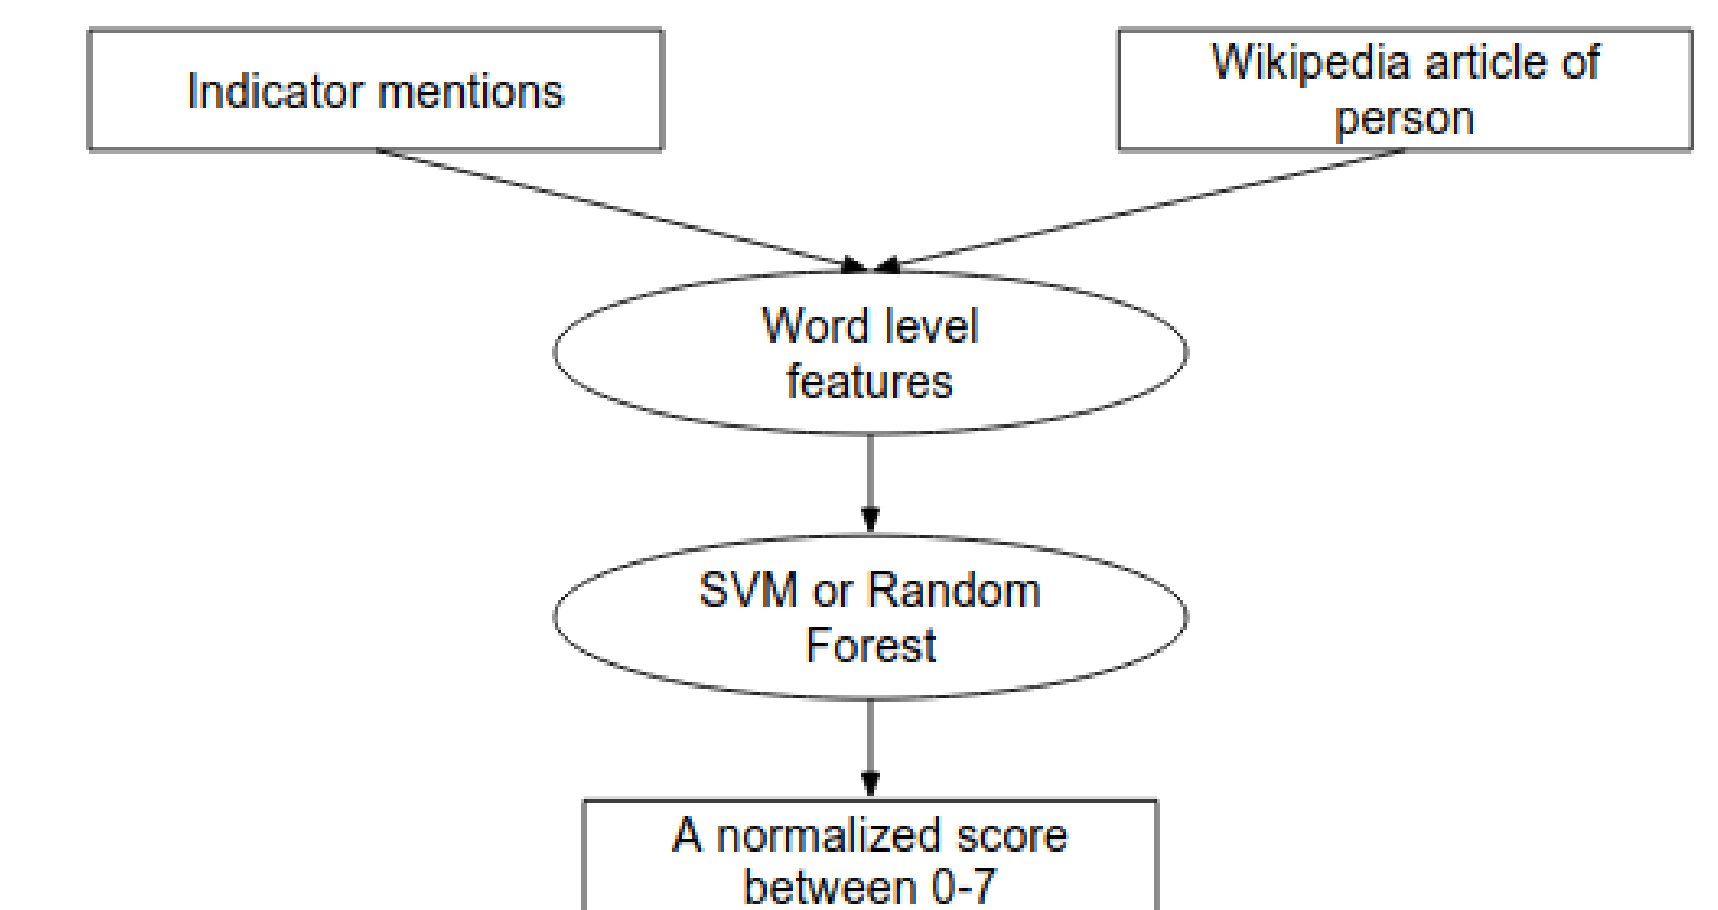 Indicator mentions
Wikipedia article of
person
Word level
features
SVM or Random
Forest
A normalized score
between 0-7